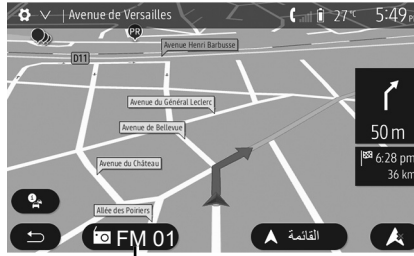 Avenue de Versailles 27°c 5:49
PR
Avenue Henri Barbusse
D11
Avenue du Général Leclerc
Avenue de Bellevue
50 m
6:28 pm
36 km
Avenue du Château
Allée des Poiriers
FM 01
القائمة